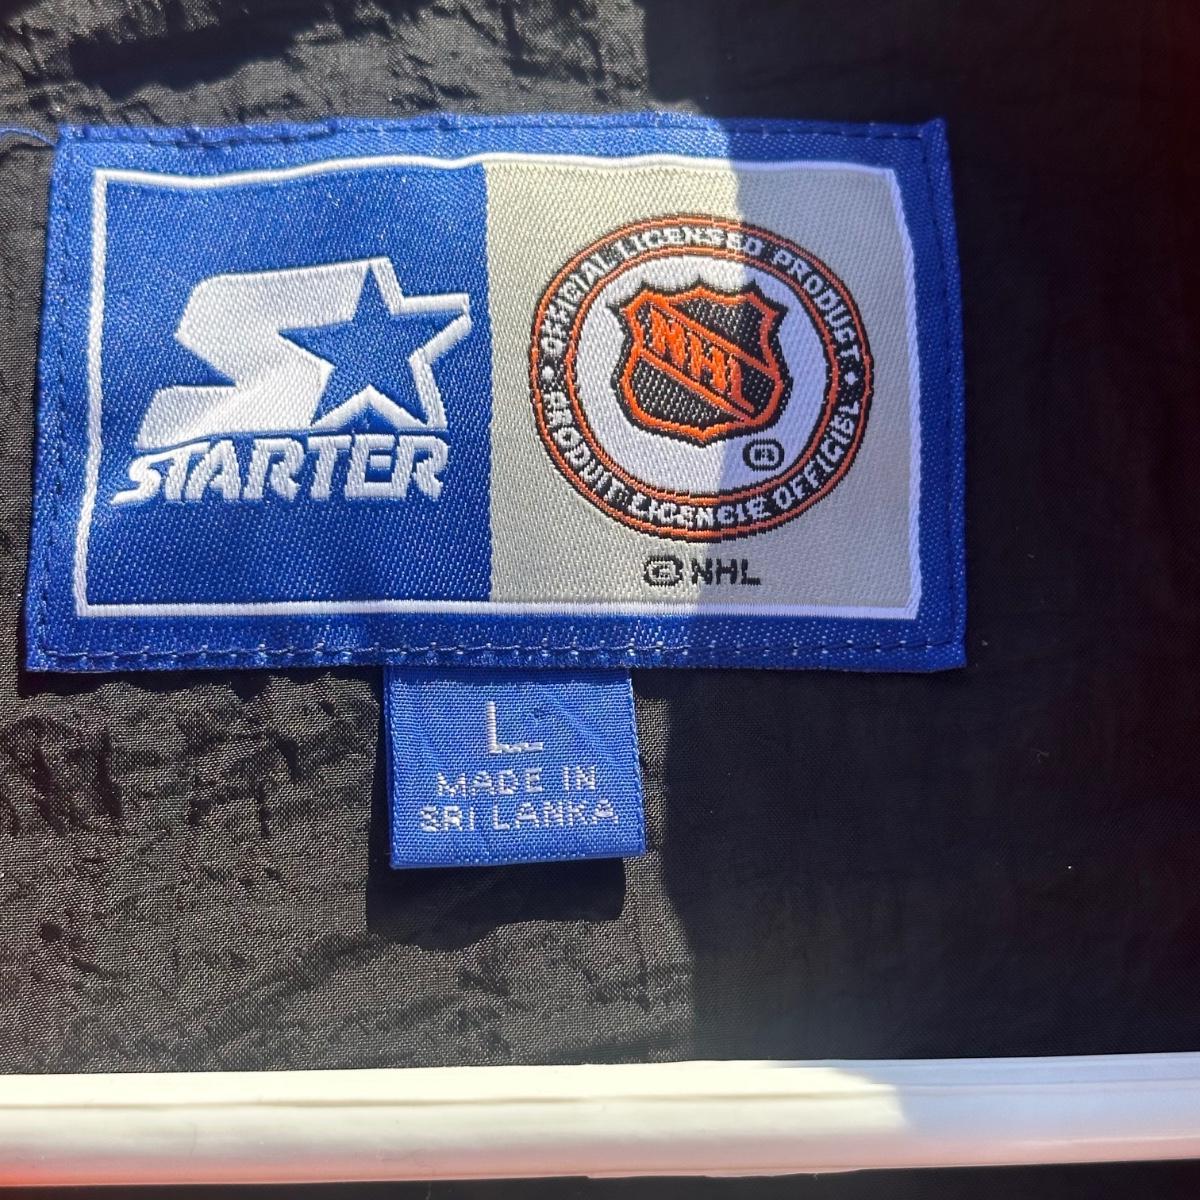 STARTER
• OFFICIAL LICENSED PRODUCT •
NHL
®
PRODUIT LICENCIE OFFICIEL
© NHL
L
MADE IN
SRI LANKA